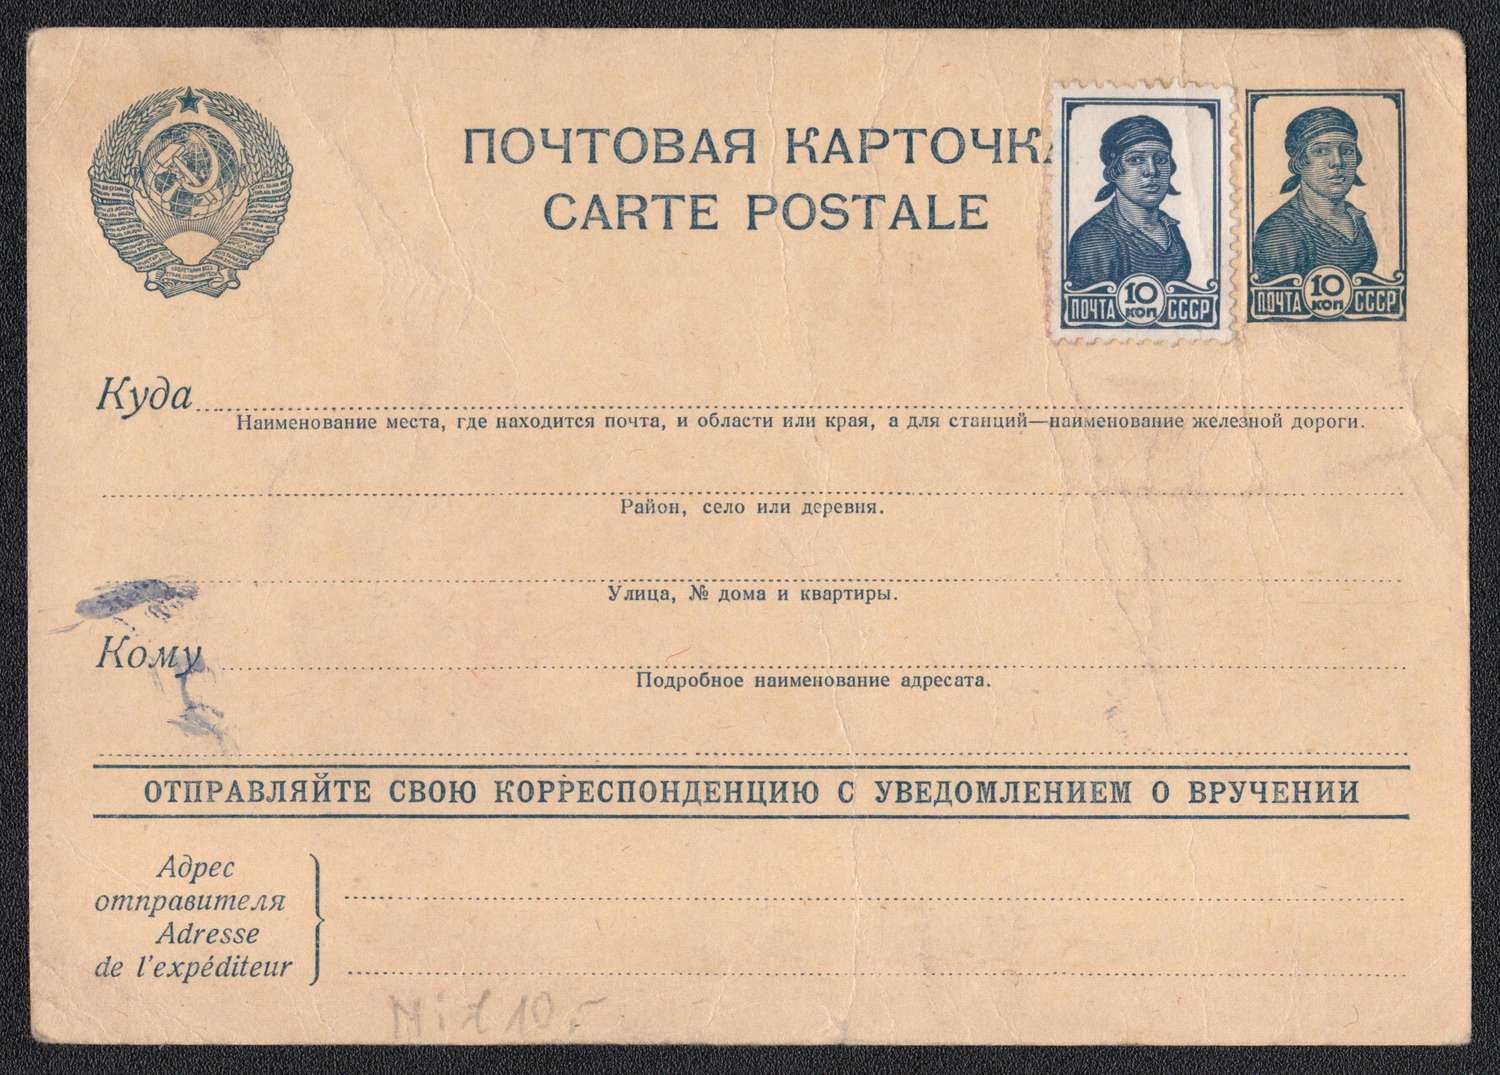 ПОЧТОВАЯ КАРТОЧКА
CARTE POSTALE
ПОЧТА 10 КОП СССР
ПОЧТА 10 КОП СССР
Куда
Наименование места, где находится почта, и области или края, а для станций—наименование железной дороги.
Район, село или деревня.
Улица, № дома и квартиры.
Кому
Подробное наименование адресата.
ОТПРАВЛЯЙТЕ СВОЮ КОРРЕСПОНДЕНЦИЮ С УВЕДОМЛЕНИЕМ О ВРУЧЕНИИ
Адрес
отправителя
Adresse
de l'expéditeur
Mit 10,-